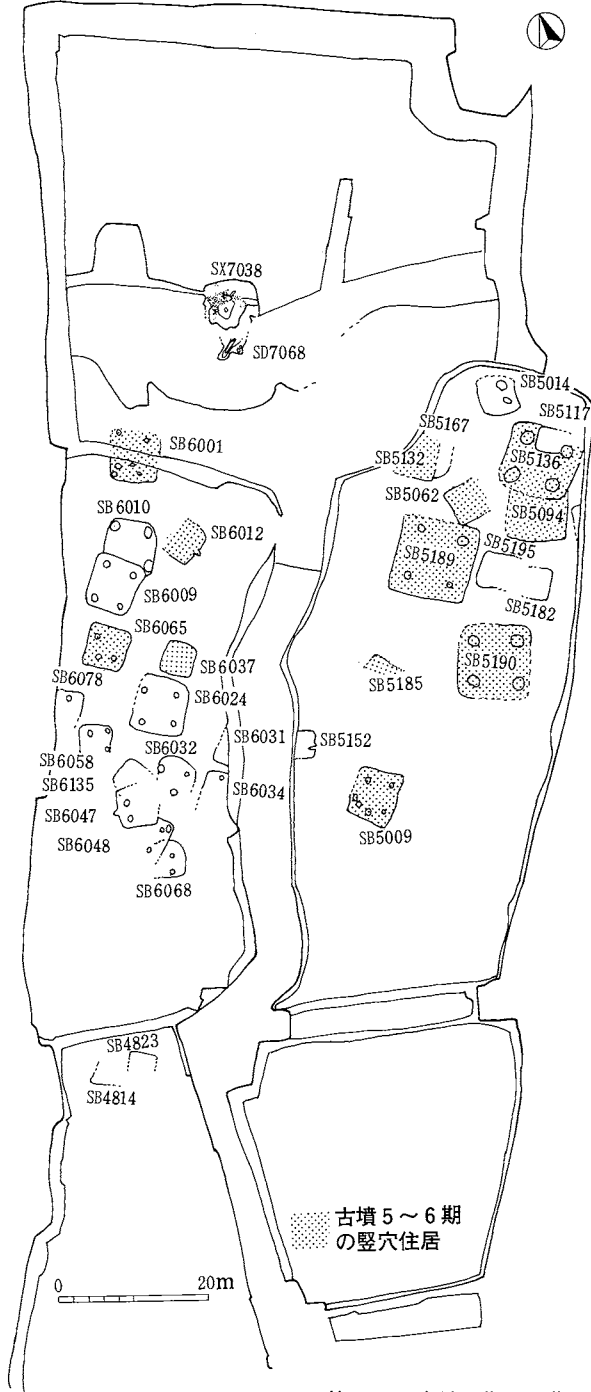 SX7038
SD7068
SB5014
SB5117
SB5167
SB5132
SB5136
SB5062
SB5094
SB6001
SB6010
SB6012
SB5189
SB5195
SB5182
SB6009
SB6065
SB6037
SB5190
SB6078
SB6024
SB5185
SB6032
SB6031
SB5152
SB6058
SB6135
SB6034
SB6047
SB5009
SB6048
SB6068
SB4823
SB4814
古墳5～6期
の竪穴住居
0 20m